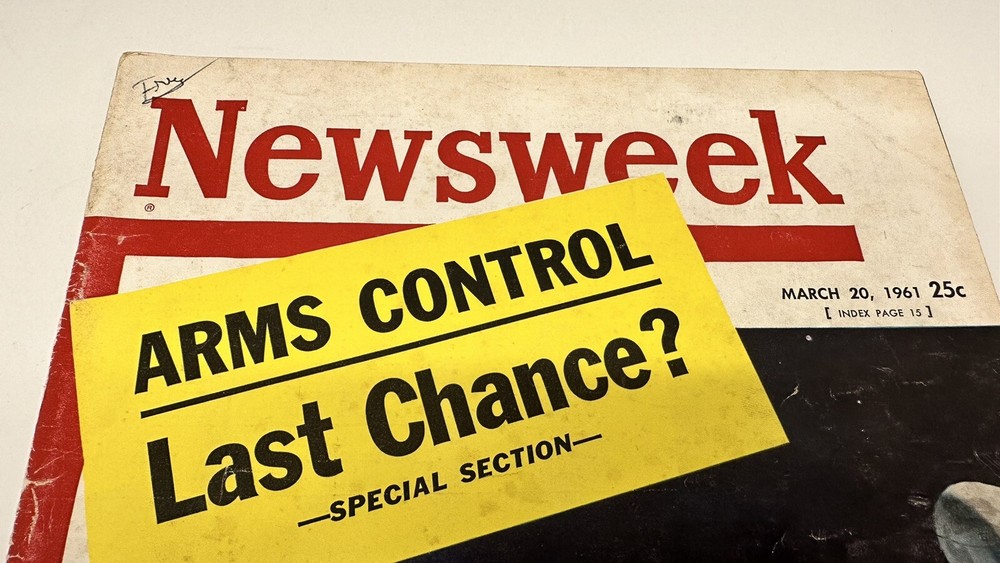 Newsweek
®
MARCH 20, 1961 25c
[ INDEX PAGE 15 ]
ARMS CONTROL
Last Chance?
—SPECIAL SECTION—